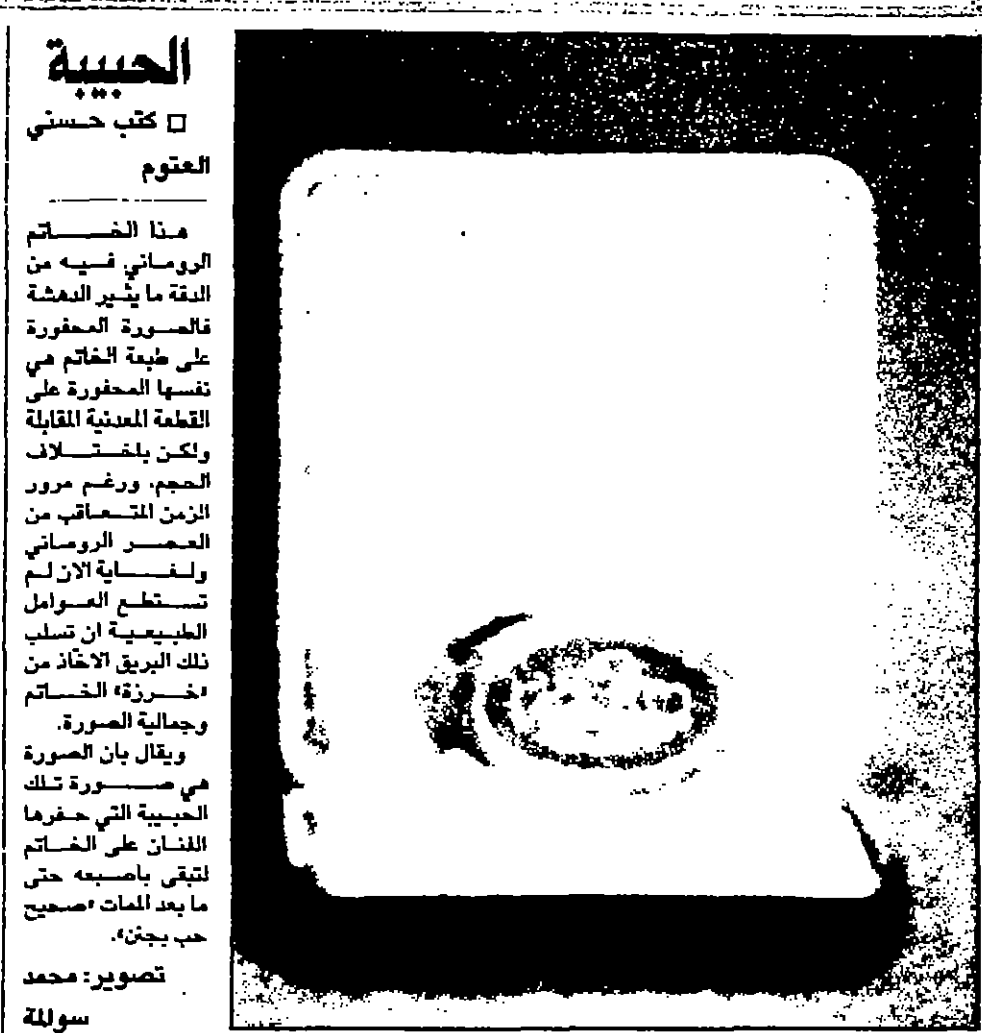 الحبيبة
□ كتب حسني
العتوم
هذا الخاتم
الروماني فيه من
الدقة ما يثير الدهشة
فالصورة المحفورة
على طبعة الخاتم هي
نفسها المحفورة على
القطعة المعدنية المقابلة
ولكن باختلاف
الحجم. ورغم مرور
الزمن المتعاقب من
العصر الروماني
ولغاية الان لم
تستطع العوامل
الطبيعية ان تسلب
ذلك البريق الاخاذ من
«خرزة» الخاتم
وجمالية الصورة.
ويقال بان الصورة
هي صورة تلك
الحبيبة التي حفرها
الفنان على الخاتم
لتبقى باصبعه حتى
ما بعد الممات «صحيح
حب بجنن».
تصوير: محمد
سوالمة